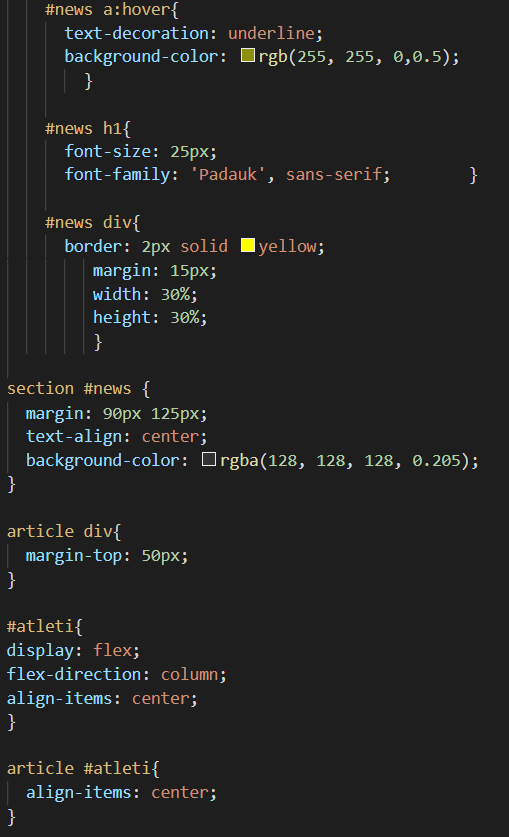 #news a:hover{
text-decoration: underline;
background-color: rgb(255, 255, 0,0.5);
}
#news h1{
font-size: 25px;
font-family: 'Padauk', sans-serif; }
#news div{
border: 2px solid yellow;
margin: 15px;
width: 30%;
height: 30%;
}
section #news {
margin: 90px 125px;
text-align: center;
background-color: rgba(128, 128, 128, 0.205);
}
article div{
margin-top: 50px;
}
#atleti{
display: flex;
flex-direction: column;
align-items: center;
}
article #atleti{
align-items: center;
}